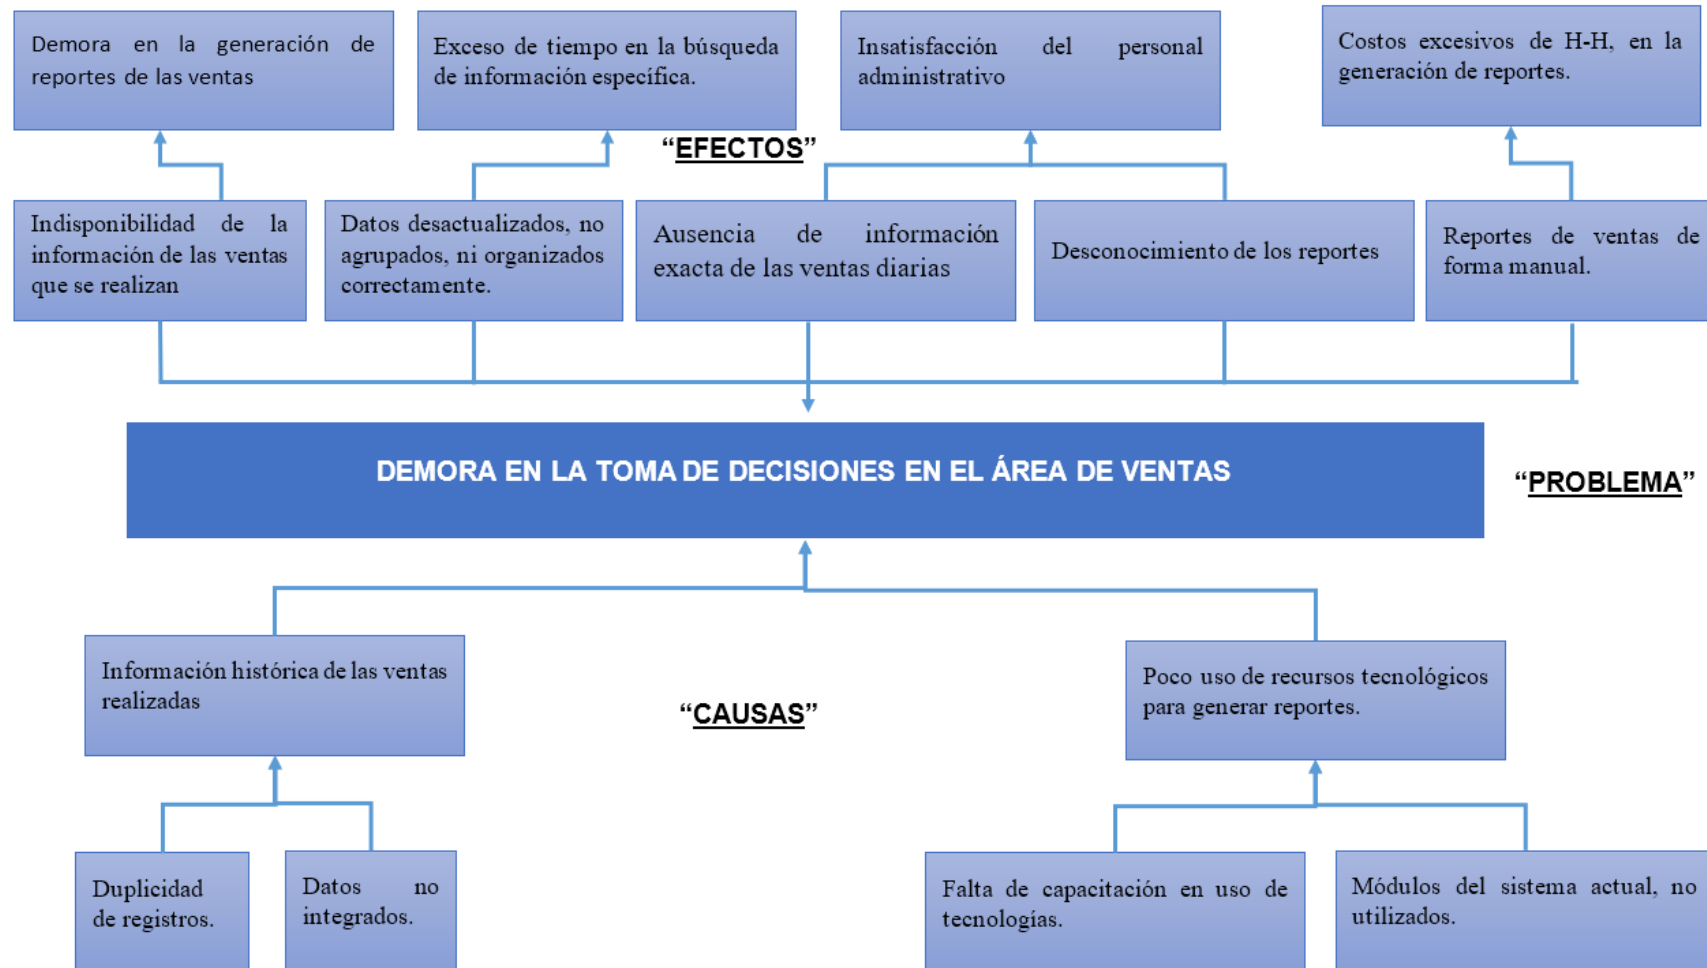 Demora en la generación de
reportes de las ventas
Exceso de tiempo en la búsqueda
de información específica.
Insatisfacción del personal
administrativo
Costos excesivos de H-H, en la
generación de reportes.
“EFECTOS”
Indisponibilidad de la
información de las ventas
que se realizan
Datos desactualizados, no
agrupados, ni organizados
correctamente.
Ausencia de información
exacta de las ventas diarias
Desconocimiento de los reportes
Reportes de ventas de
forma manual.
DEMORA EN LA TOMA DE DECISIONES EN EL ÁREA DE VENTAS
“PROBLEMA”
Información histórica de las ventas
realizadas
“CAUSAS”
Poco uso de recursos tecnológicos
para generar reportes.
Duplicidad
de registros.
Datos no
integrados.
Falta de capacitación en uso de
tecnologías.
Módulos del sistema actual, no
utilizados.